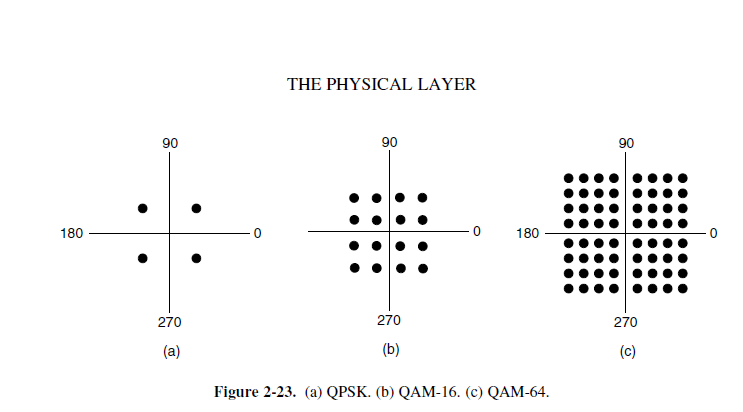 THE PHYSICAL LAYER
90 90 90
180 0 0 180 0
270 270 270
(a) (b) (c)
Figure 2-23. (a) QPSK. (b) QAM-16. (c) QAM-64.